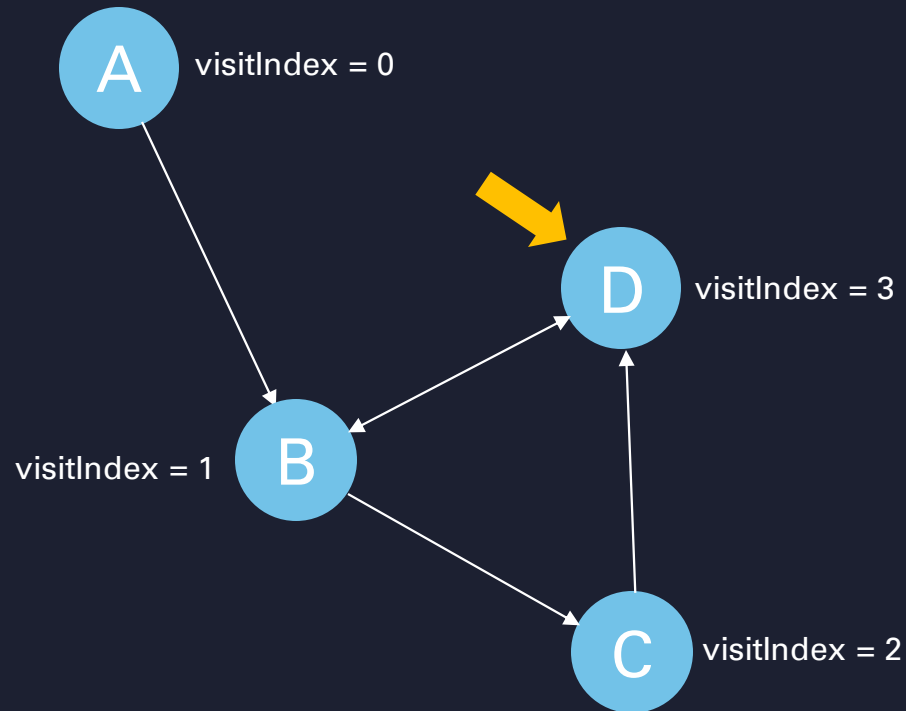 A
visitIndex = 0
D
visitIndex = 3
B
visitIndex = 1
C
visitIndex = 2